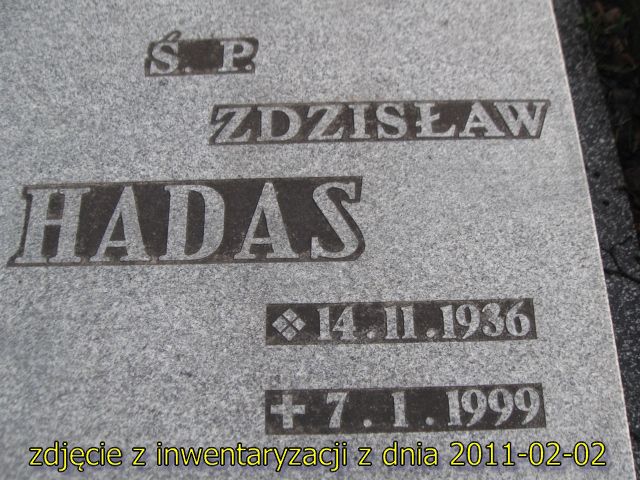 Ś. P.
ZDZISŁAW
HADAS
❖ 14.11.1936
✝ 7.1.1999
zdjęcie z inwentaryzacji z dnia 2011-02-02